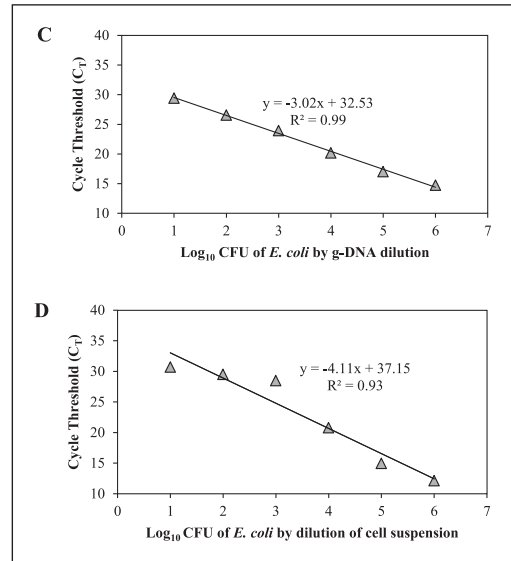 C
40
35
30
25
20
15
10
Cycle Threshold (C_T)
y = -3.02x + 32.53
R² = 0.99
0 1 2 3 4 5 6 7
Log₁₀ CFU of E. coli by g-DNA dilution
D
40
35
30
25
20
15
10
Cycle Threshold (C_T)
y = -4.11x + 37.15
R² = 0.93
0 1 2 3 4 5 6 7
Log₁₀ CFU of E. coli by dilution of cell suspension